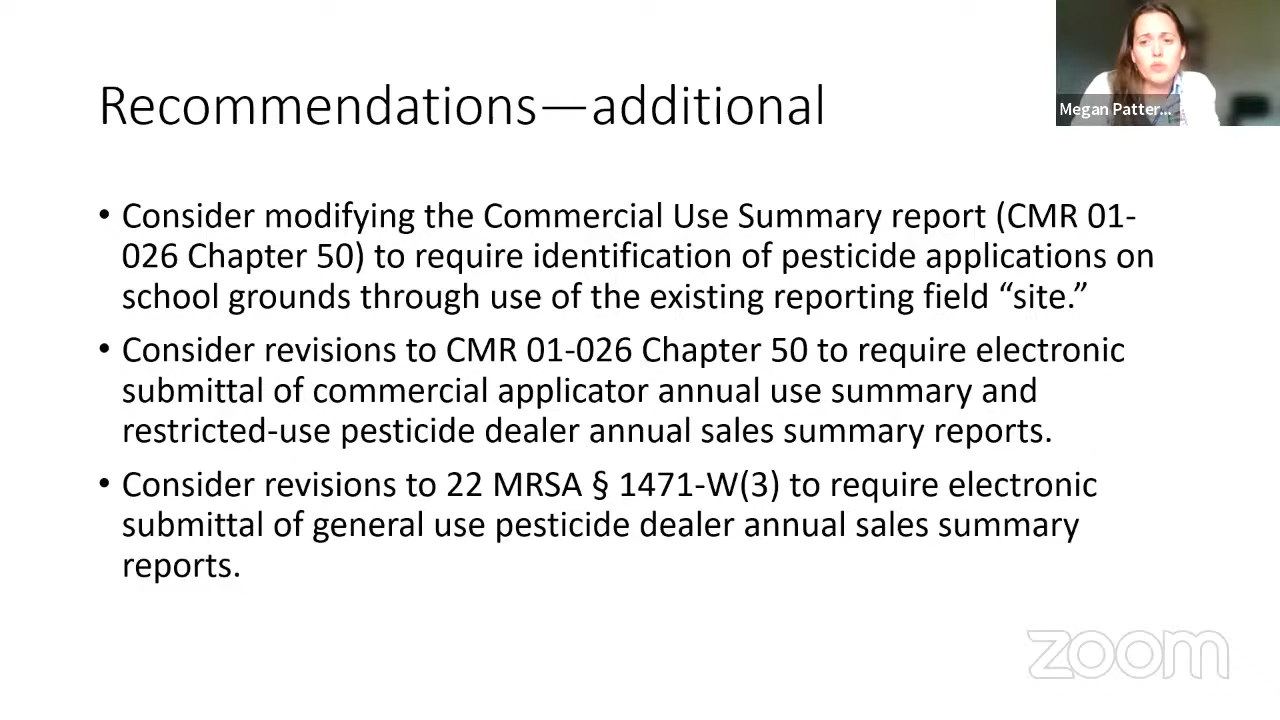 Megan Patter...
Recommendations—additional
• Consider modifying the Commercial Use Summary report (CMR 01-
026 Chapter 50) to require identification of pesticide applications on
school grounds through use of the existing reporting field “site.”
• Consider revisions to CMR 01-026 Chapter 50 to require electronic
submittal of commercial applicator annual use summary and
restricted-use pesticide dealer annual sales summary reports.
• Consider revisions to 22 MRSA § 1471-W(3) to require electronic
submittal of general use pesticide dealer annual sales summary
reports.
zoom